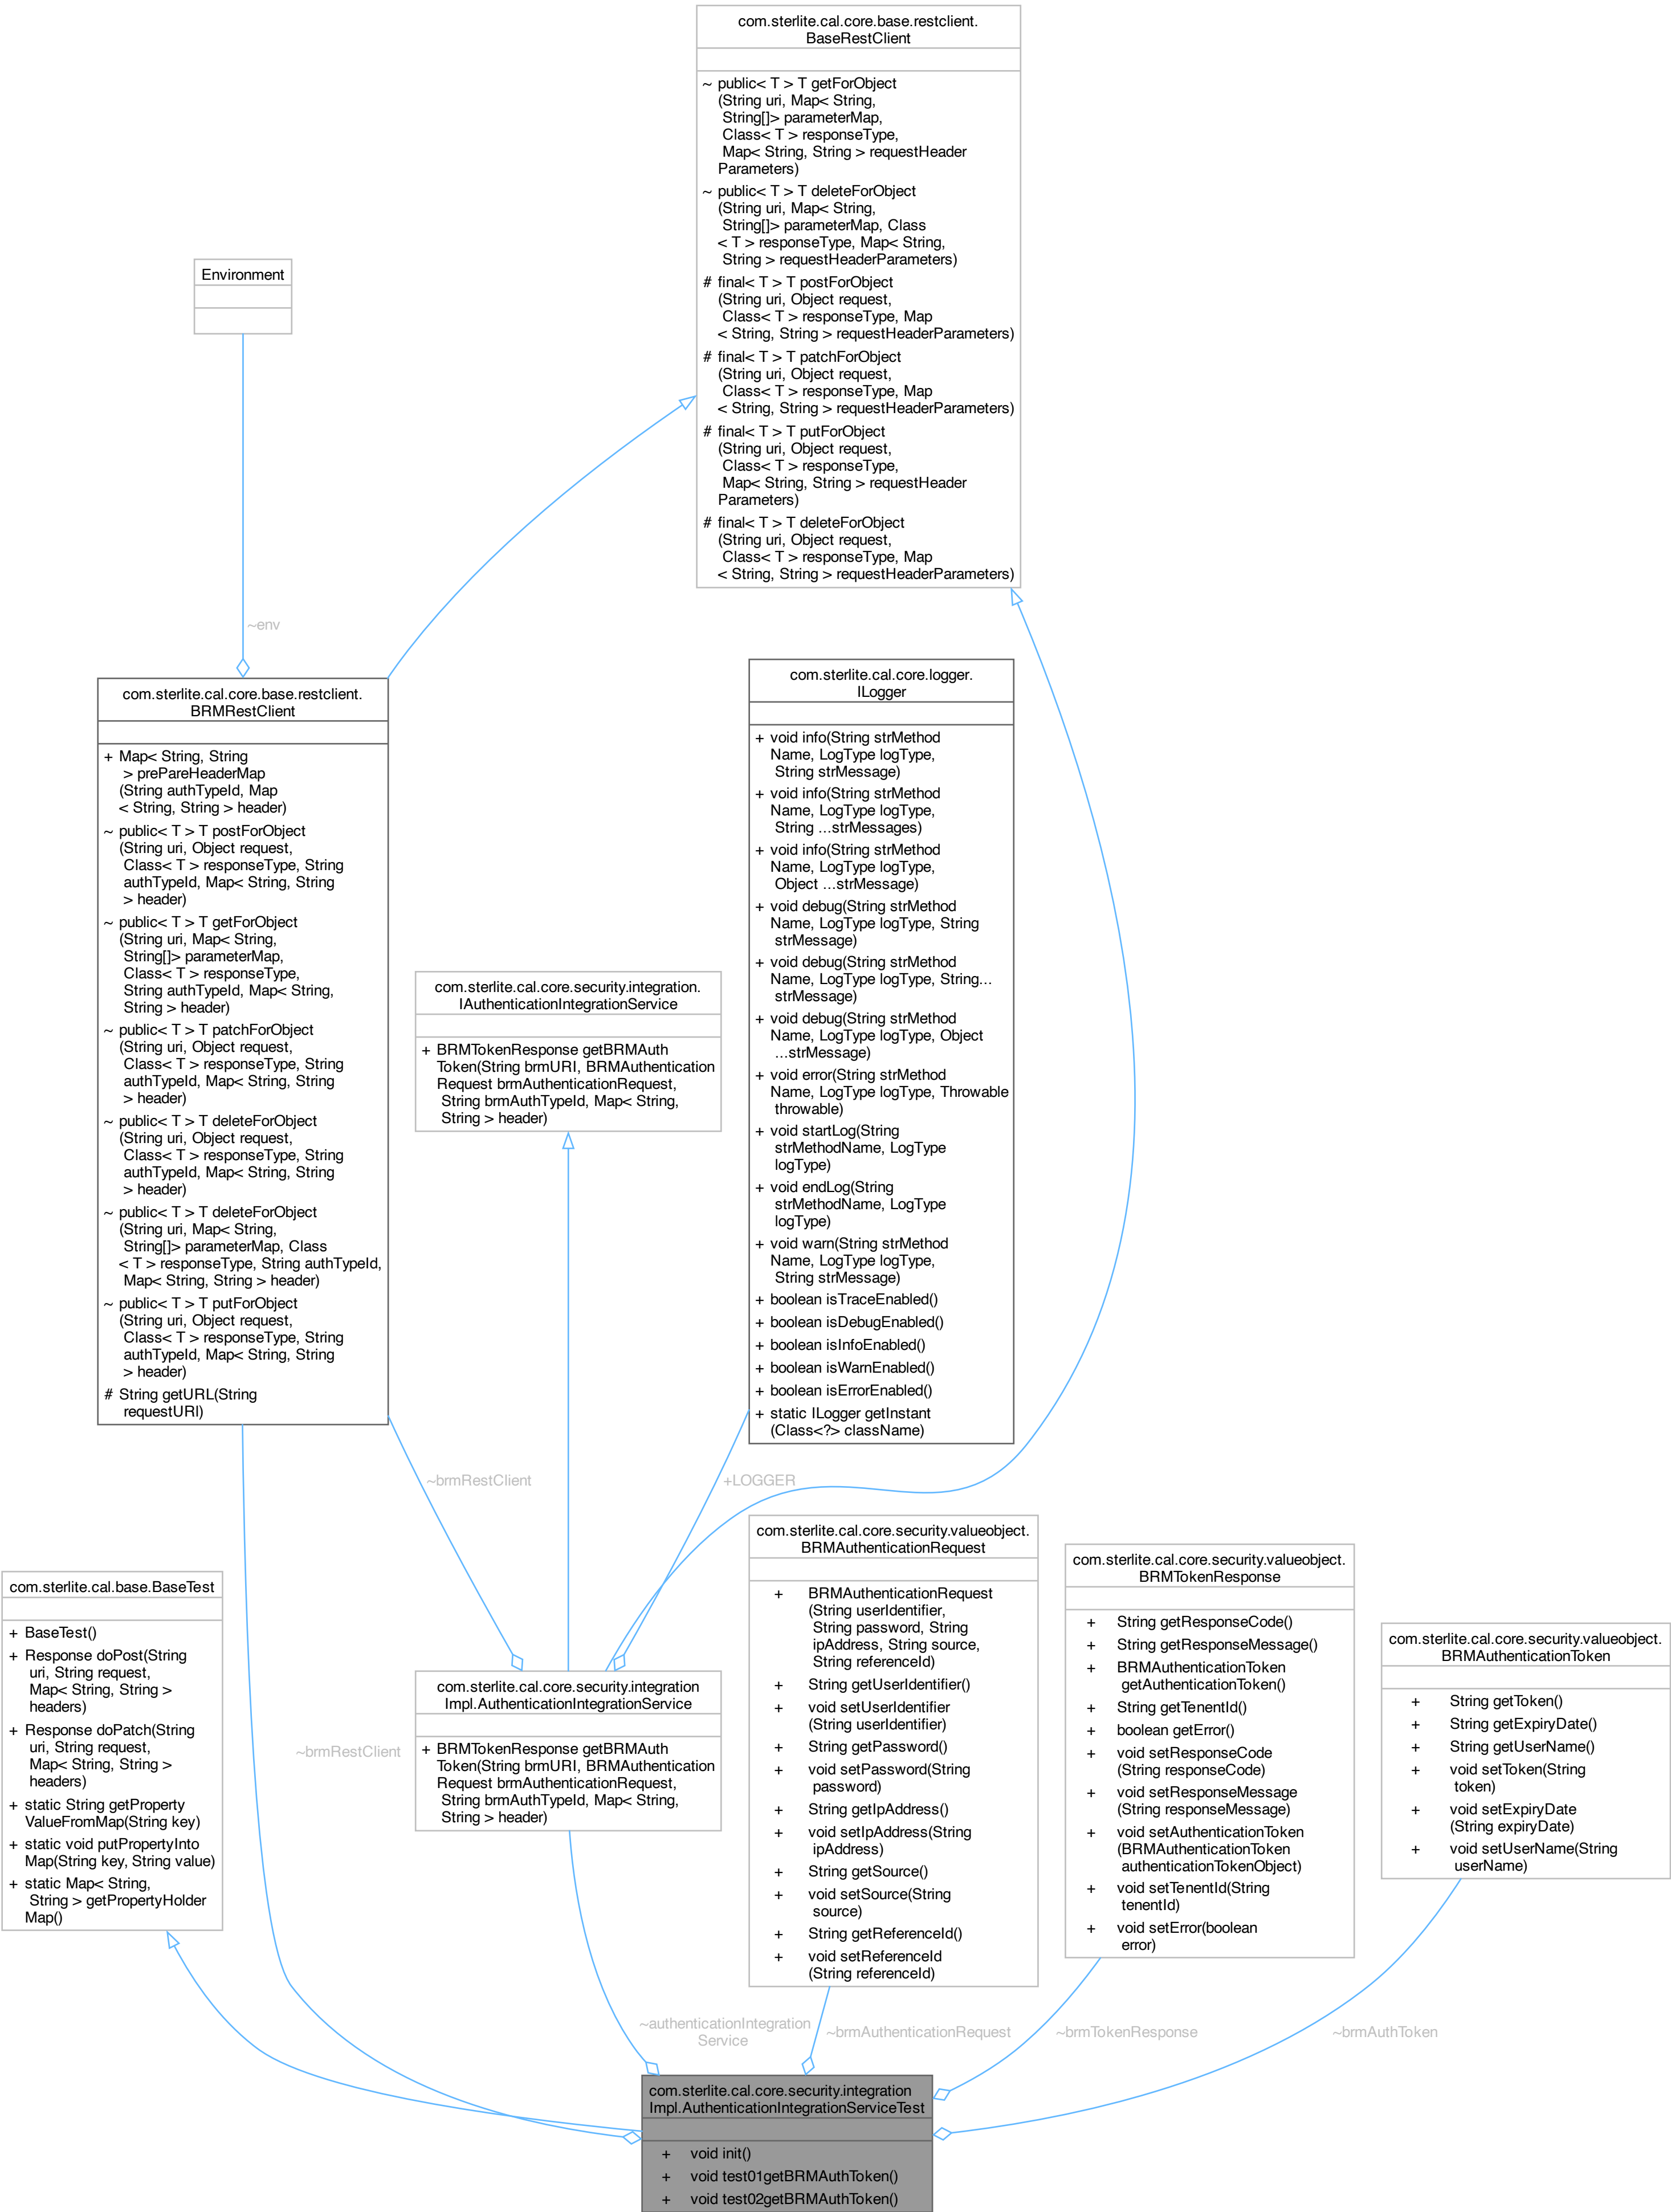 com.sterlite.cal.core.base.restclient.
BaseRestClient
~ public< T > T getForObject
(String uri, Map< String,
String[]> parameterMap,
Class< T > responseType,
Map< String, String > requestHeader
Parameters)
~ public< T > T deleteForObject
(String uri, Map< String,
String[]> parameterMap, Class
< T > responseType, Map< String,
String > requestHeaderParameters)
# final< T > T postForObject
(String uri, Object request,
Class< T > responseType, Map
< String, String > requestHeaderParameters)
# final< T > T patchForObject
(String uri, Object request,
Class< T > responseType, Map
< String, String > requestHeaderParameters)
# final< T > T putForObject
(String uri, Object request,
Class< T > responseType,
Map< String, String > requestHeader
Parameters)
# final< T > T deleteForObject
(String uri, Object request,
Class< T > responseType, Map
< String, String > requestHeaderParameters)
Environment
~env
com.sterlite.cal.core.base.restclient.
BRMRestClient
+ Map< String, String
> prePareHeaderMap
(String authTypeId, Map
< String, String > header)
~ public< T > T postForObject
(String uri, Object request,
Class< T > responseType, String
authTypeId, Map< String, String
> header)
~ public< T > T getForObject
(String uri, Map< String,
String[]> parameterMap,
Class< T > responseType,
String authTypeId, Map< String,
String > header)
~ public< T > T patchForObject
(String uri, Object request,
Class< T > responseType, String
authTypeId, Map< String, String
> header)
~ public< T > T deleteForObject
(String uri, Object request,
Class< T > responseType, String
authTypeId, Map< String, String
> header)
~ public< T > T deleteForObject
(String uri, Map< String,
String[]> parameterMap, Class
< T > responseType, String authTypeId,
Map< String, String > header)
~ public< T > T putForObject
(String uri, Object request,
Class< T > responseType, String
authTypeId, Map< String, String
> header)
# String getURL(String
requestURI)
com.sterlite.cal.core.logger.
ILogger
+ void info(String strMethod
Name, LogType logType,
String strMessage)
+ void info(String strMethod
Name, LogType logType,
String ...strMessages)
+ void info(String strMethod
Name, LogType logType,
Object ...strMessage)
+ void debug(String strMethod
Name, LogType logType, String
strMessage)
+ void debug(String strMethod
Name, LogType logType, String...
strMessage)
+ void debug(String strMethod
Name, LogType logType, Object
...strMessage)
+ void error(String strMethod
Name, LogType logType, Throwable
throwable)
+ void startLog(String
strMethodName, LogType
logType)
+ void endLog(String
strMethodName, LogType
logType)
+ void warn(String strMethod
Name, LogType logType,
String strMessage)
+ boolean isTraceEnabled()
+ boolean isDebugEnabled()
+ boolean isInfoEnabled()
+ boolean isWarnEnabled()
+ boolean isErrorEnabled()
+ static ILogger getInstant
(Class<?> className)
com.sterlite.cal.core.security.integration.
IAuthenticationIntegrationService
+ BRMTokenResponse getBRMAuth
Token(String brmURI, BRMAuthentication
Request brmAuthenticationRequest,
String brmAuthTypeId, Map< String,
String > header)
~brmRestClient
+LOGGER
com.sterlite.cal.base.BaseTest
+ BaseTest()
+ Response doPost(String
uri, String request,
Map< String, String >
headers)
+ Response doPatch(String
uri, String request,
Map< String, String >
headers)
+ static String getProperty
ValueFromMap(String key)
+ static void putPropertyInto
Map(String key, String value)
+ static Map< String,
String > getPropertyHolder
Map()
~brmRestClient
com.sterlite.cal.core.security.integration
Impl.AuthenticationIntegrationService
+ BRMTokenResponse getBRMAuth
Token(String brmURI, BRMAuthentication
Request brmAuthenticationRequest,
String brmAuthTypeId, Map< String,
String > header)
com.sterlite.cal.core.security.valueobject.
BRMAuthenticationRequest
+ BRMAuthenticationRequest
(String userIdentifier,
String password, String
ipAddress, String source,
String referenceId)
+ String getUserIdentifier()
+ void setUserIdentifier
(String userIdentifier)
+ String getPassword()
+ void setPassword(String
password)
+ String getIpAddress()
+ void setIpAddress(String
ipAddress)
+ String getSource()
+ void setSource(String
source)
+ String getReferenceId()
+ void setReferenceId
(String referenceId)
com.sterlite.cal.core.security.valueobject.
BRMTokenResponse
+ String getResponseCode()
+ String getResponseMessage()
+ BRMAuthenticationToken
getAuthenticationToken()
+ String getTenentId()
+ boolean getError()
+ void setResponseCode
(String responseCode)
+ void setResponseMessage
(String responseMessage)
+ void setAuthenticationToken
(BRMAuthenticationToken
authenticationTokenObject)
+ void setTenentId(String
tenentId)
+ void setError(boolean
error)
com.sterlite.cal.core.security.valueobject.
BRMAuthenticationToken
+ String getToken()
+ String getExpiryDate()
+ String getUserName()
+ void setToken(String
token)
+ void setExpiryDate
(String expiryDate)
+ void setUserName(String
userName)
~authenticationIntegration
Service
~brmAuthenticationRequest
~brmTokenResponse
~brmAuthToken
com.sterlite.cal.core.security.integration
Impl.AuthenticationIntegrationServiceTest
+ void init()
+ void test01getBRMAuthToken()
+ void test02getBRMAuthToken()